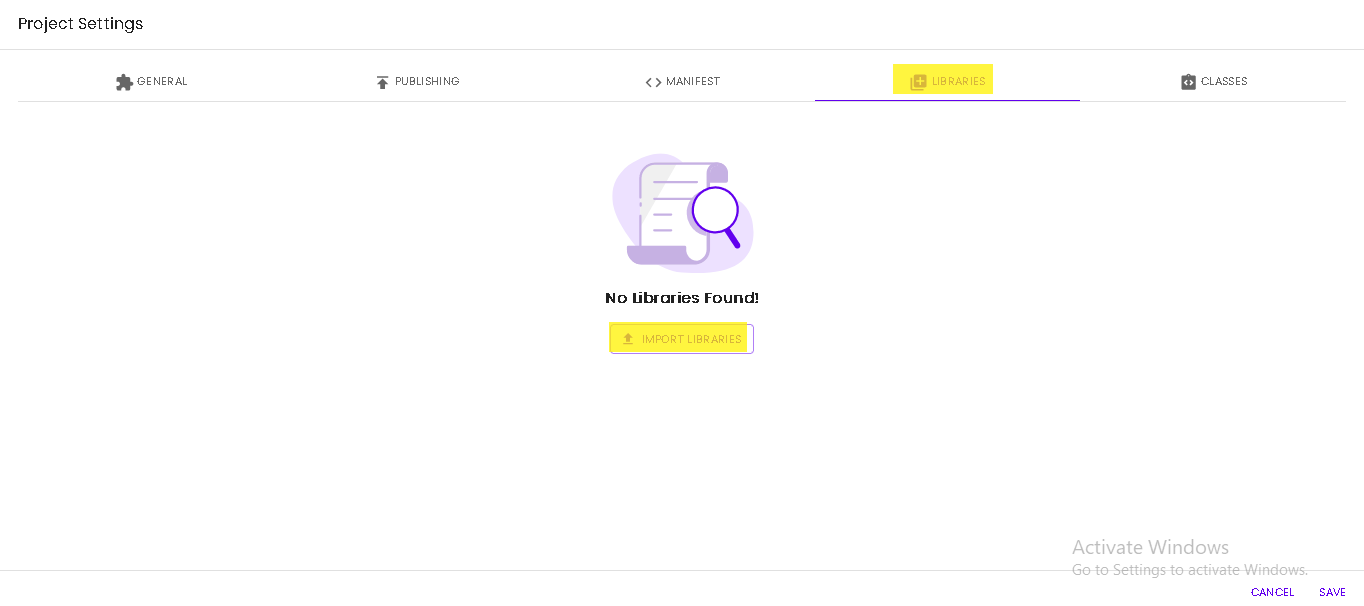 Project Settings
GENERAL
PUBLISHING
MANIFEST
LIBRARIES
CLASSES
No Libraries Found!
IMPORT LIBRARIES
Activate Windows
Go to Settings to activate Windows.
CANCEL
SAVE